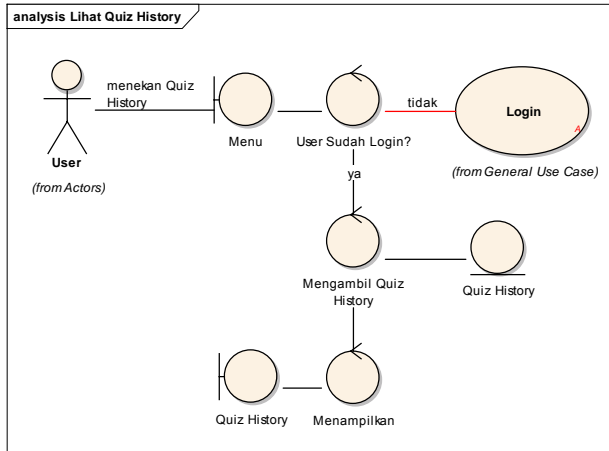 analysis Lihat Quiz History
menekan Quiz
History
User
(from Actors)
Menu
User Sudah Login?
tidak
Login
A
(from General Use Case)
ya
Mengambil Quiz
History
Quiz History
Quiz History
Menampilkan